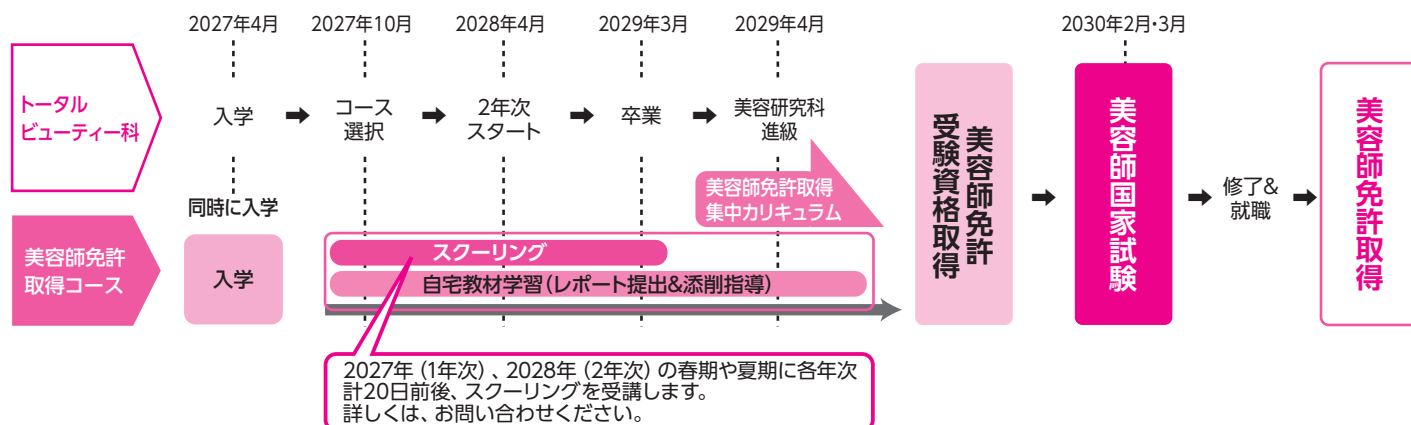 2027年4月
2027年10月
2028年4月
2029年3月
2029年4月
2030年2月・3月
トータル
ビューティー科
入学
コース
選択
2年次
スタート
卒業
美容研究科
進級
美容師免許取得
集中カリキュラム
同時に入学
美容師免許
取得コース
入学
スクーリング
自宅教材学習（レポート提出&添削指導）
2027年（1年次）、2028年（2年次）の春期や夏期に各年次
計20日前後、スクーリングを受講します。
詳しくは、お問い合わせください。
美容師免許
受験資格取得
美容師国家試験
修了&
就職
美容師免許取得